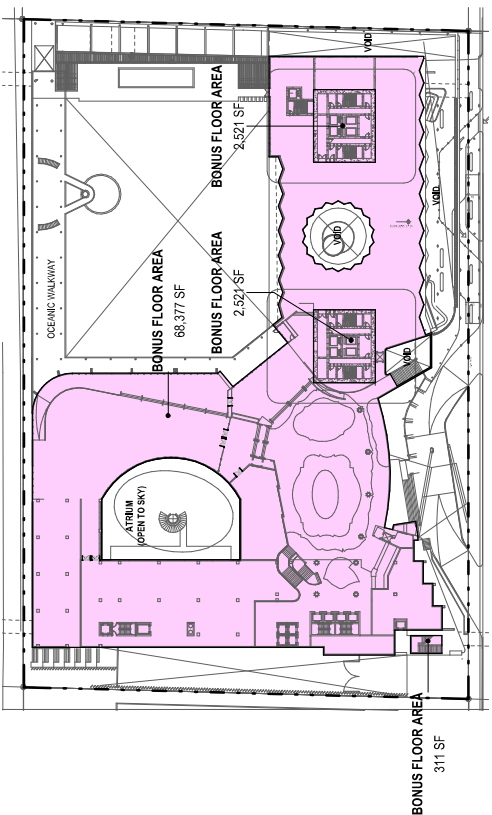 VOID
BONUS FLOOR AREA
2,521 SF
VOID
VOID
OCEANIC WALKWAY
BONUS FLOOR AREA
68,377 SF
BONUS FLOOR AREA
2,521 SF
VOID
ATRIUM
(OPEN TO SKY)
BONUS FLOOR AREA
311 SF